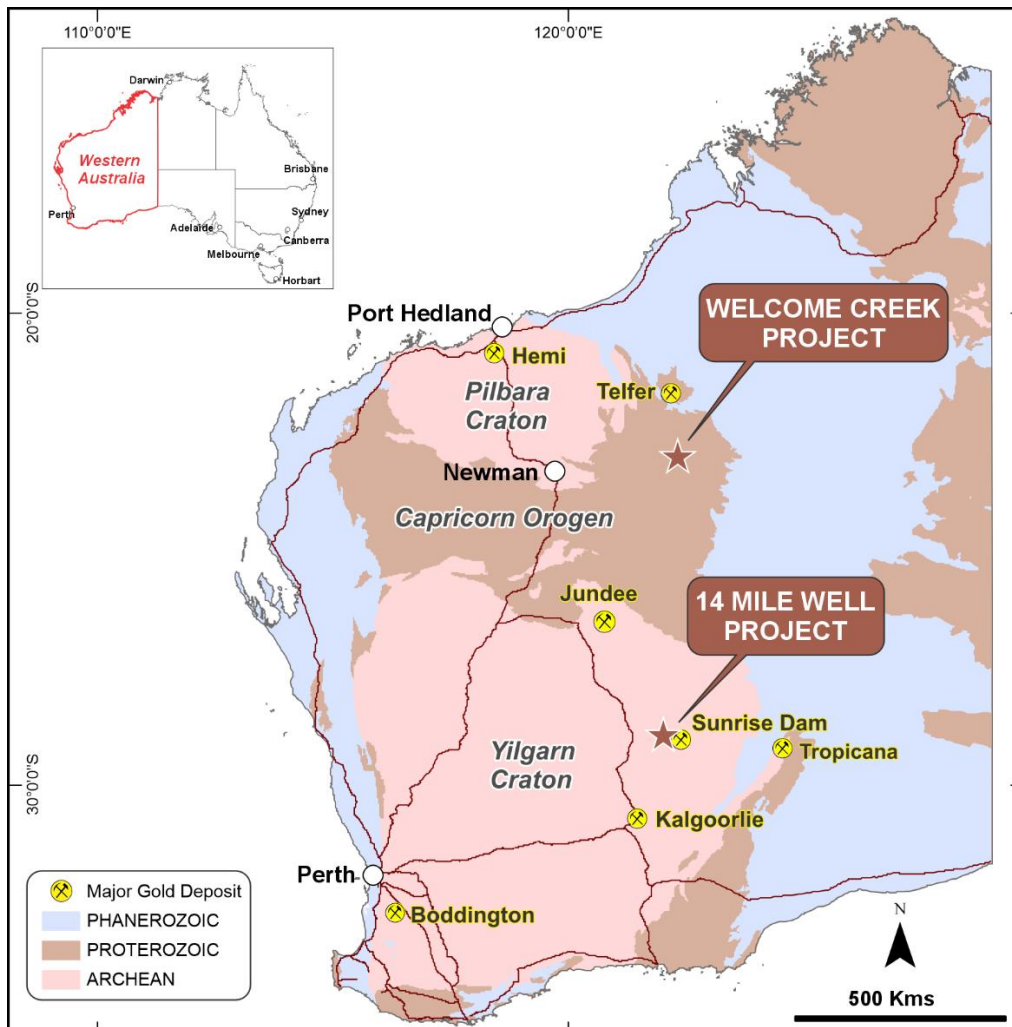 110°0'0"E
120°0'0"E
Darwin
Western
Australia
Brisbane
Perth
Sydney
Adelaide
Canberra
Melbourne
Horbart
20°0'0"S
Port Hedland
WELCOME CREEK
PROJECT
Hemi
Telfer
Pilbara
Craton
Newman
Capricorn Orogen
Jundee
14 MILE WELL
PROJECT
Sunrise Dam
Tropicana
Yilgarn
Craton
30°0'0"S
Kalgoorlie
Perth
Boddington
Major Gold Deposit
PHANEROZOIC
PROTEROZOIC
ARCHEAN
N
500 Kms